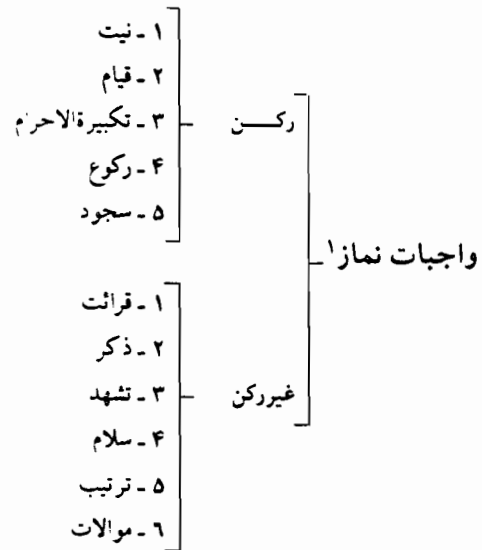 واجبات نماز۱
رکــــن
۱ ـ نیت
۲ ـ قیام
۳ ـ تکبیرةالاحرام
۴ ـ رکوع
۵ ـ سجود
غیررکن
۱ ـ قرائت
۲ ـ ذکر
۳ ـ تشهد
۴ ـ سلام
۵ ـ ترتیب
۶ ـ موالات